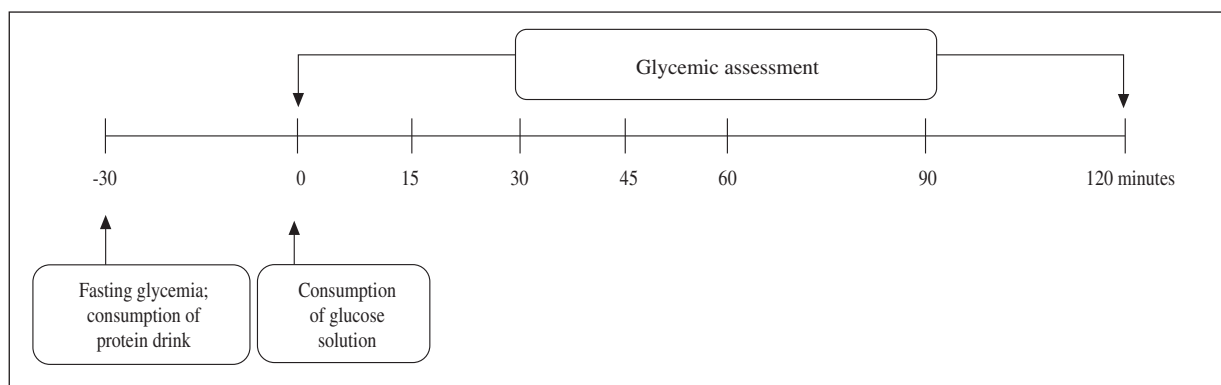 Glycemic assessment
-30 0 15 30 45 60 90 120 minutes
Fasting glycemia;
consumption of
protein drink
Consumption
of glucose
solution